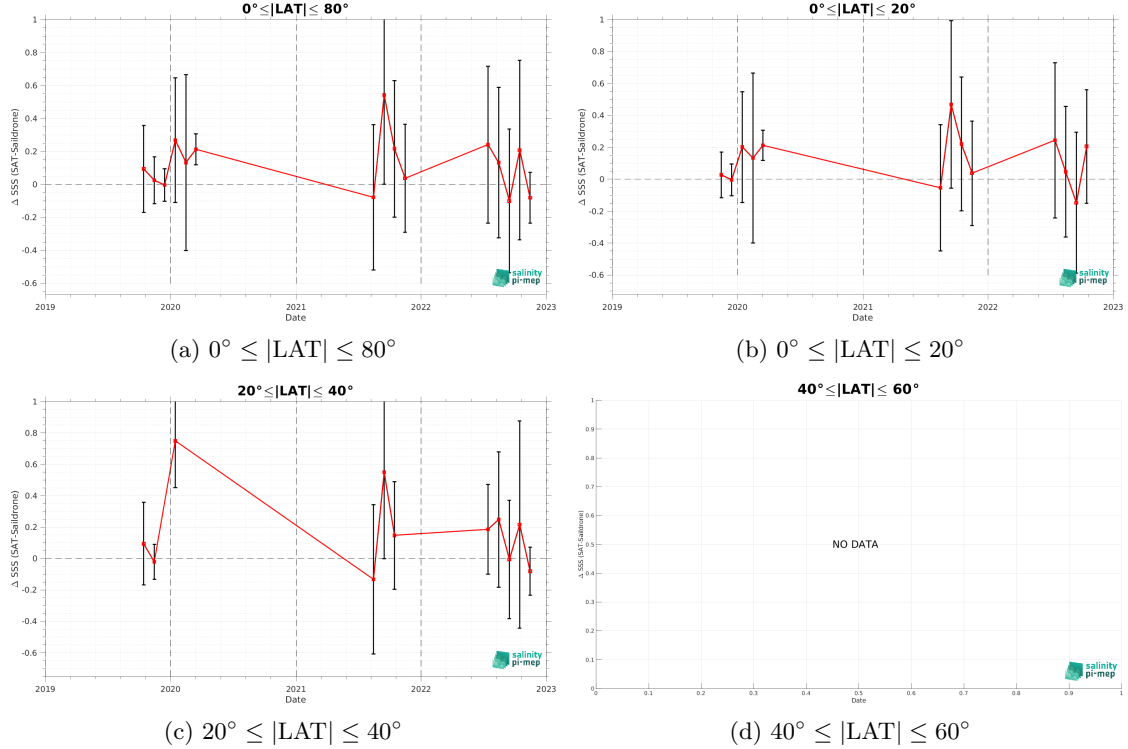 0°≤|LAT|≤ 80°
Δ SSS (SAT-Saildrone)
1
0.8
0.6
0.4
0.2
0
-0.2
-0.4
-0.6
2019 2020 2021 2022 2023
Date
salinity
pi-mep
(a) 0° ≤ |LAT| ≤ 80°
0°≤|LAT|≤ 20°
Δ SSS (SAT-Saildrone)
1
0.8
0.6
0.4
0.2
0
-0.2
-0.4
-0.6
2019 2020 2021 2022 2023
Date
salinity
pi-mep
(b) 0° ≤ |LAT| ≤ 20°
20°≤|LAT|≤ 40°
Δ SSS (SAT-Saildrone)
1
0.8
0.6
0.4
0.2
0
-0.2
-0.4
-0.6
2019 2020 2021 2022 2023
Date
salinity
pi-mep
(c) 20° ≤ |LAT| ≤ 40°
40°≤|LAT|≤ 60°
Δ SSS (SAT-Saildrone)
1
0.9
0.8
0.7
0.6
0.5
0.4
0.3
0.2
0.1
0
NO DATA
0 0.1 0.2 0.3 0.4 0.5 0.6 0.7 0.8 0.9 1
Date
salinity
pi-mep
(d) 40° ≤ |LAT| ≤ 60°